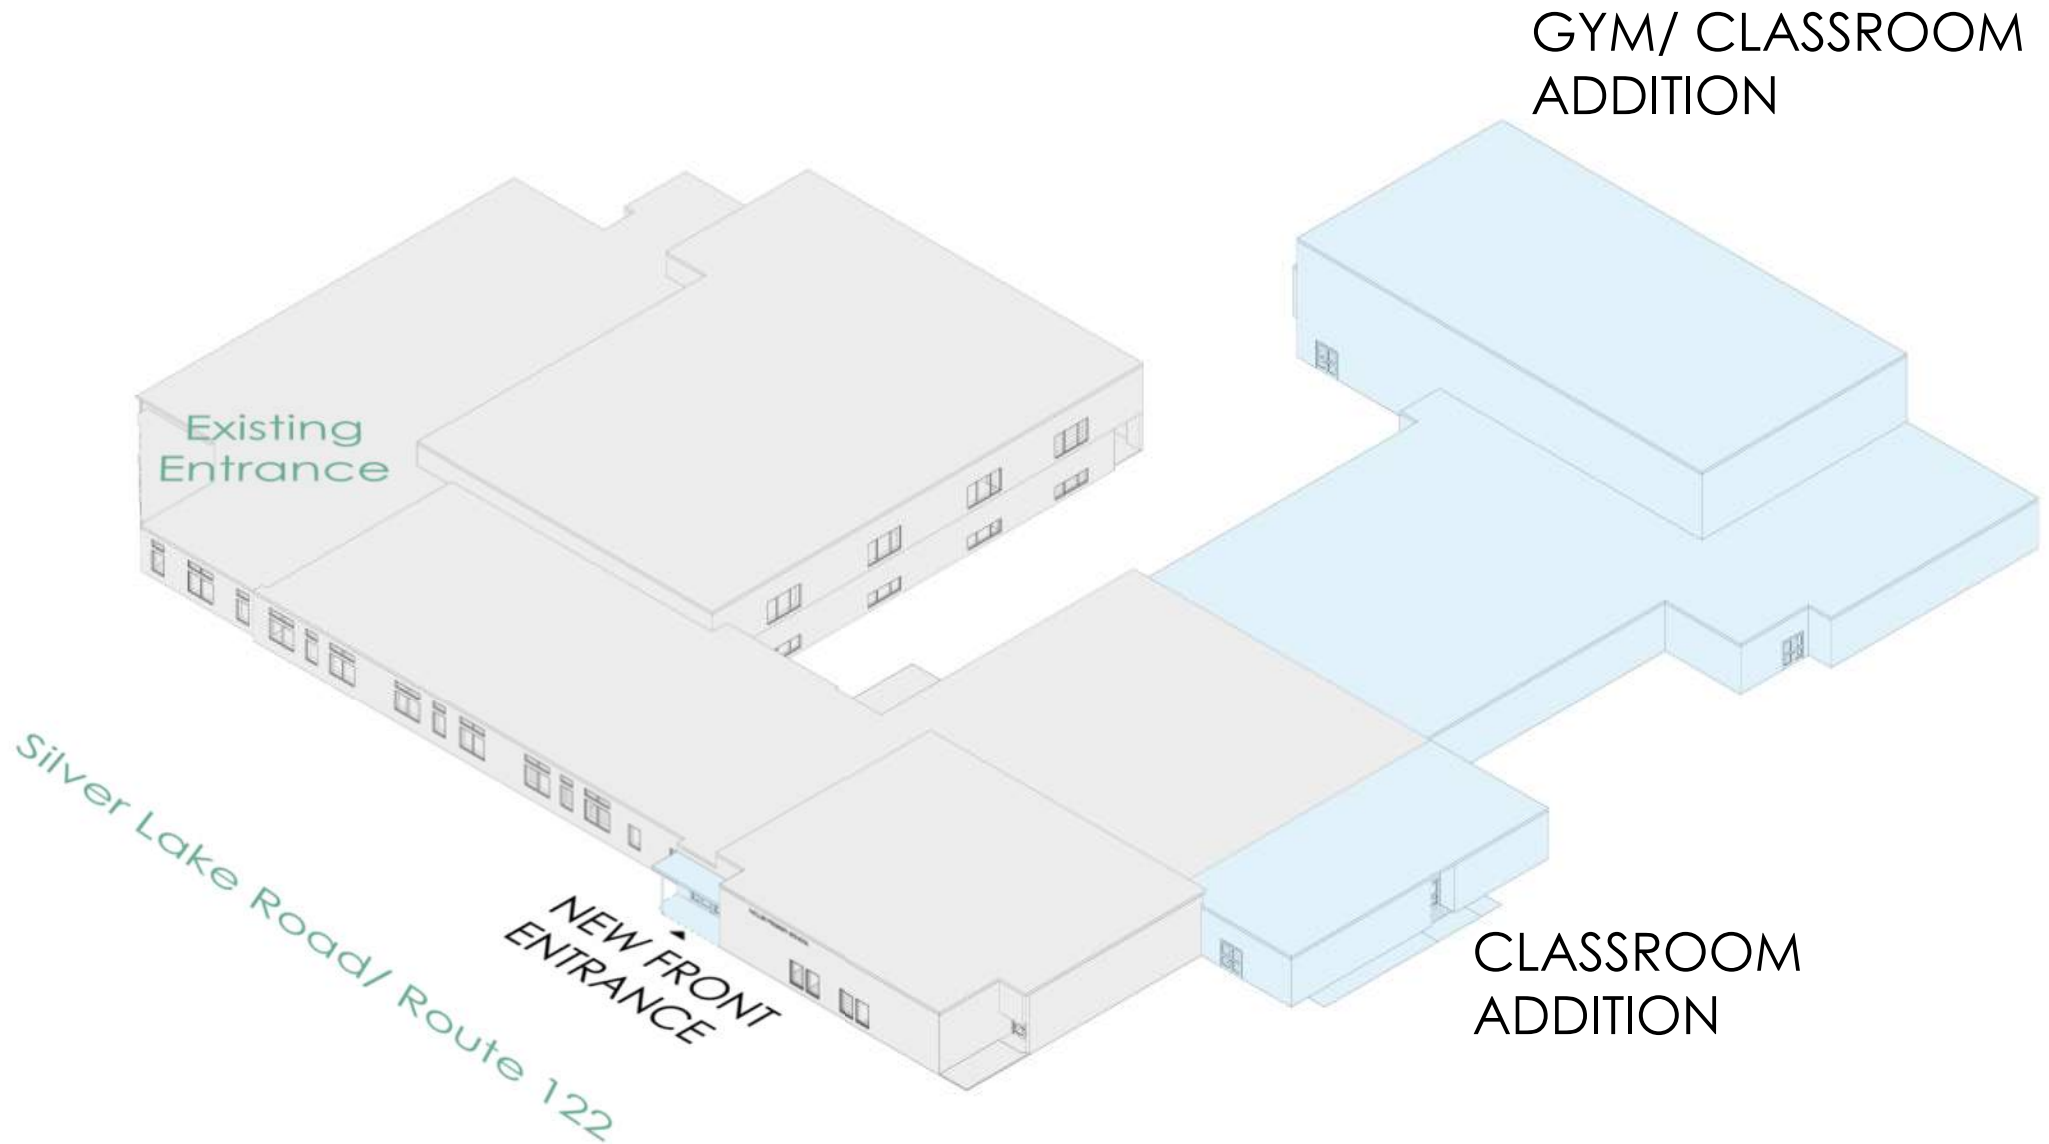 GYM/ CLASSROOM
ADDITION
Existing
Entrance
Silver Lake Road/ Route 122
NEW FRONT
ENTRANCE
CLASSROOM
ADDITION